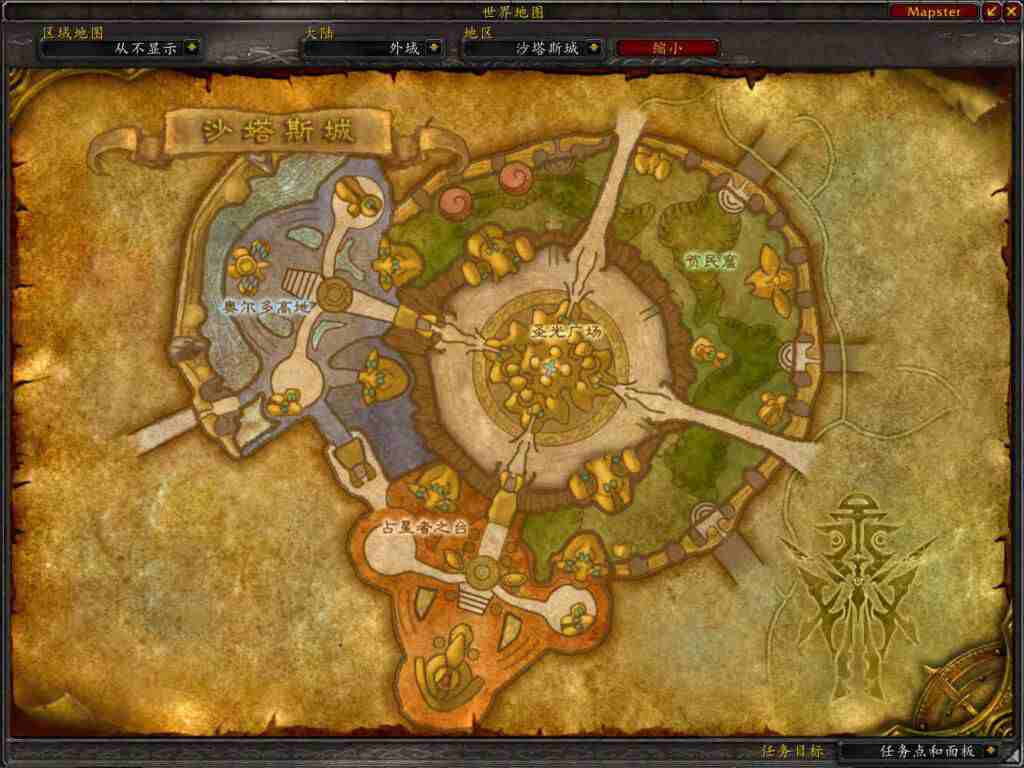 世界地图
Mapster
区域地图
大陆
地区
从不显示
外域
沙塔斯城
缩小
沙塔斯城
贫民窟
奥尔多高地
圣光广场
占星者之台
任务目标
任务点和面板